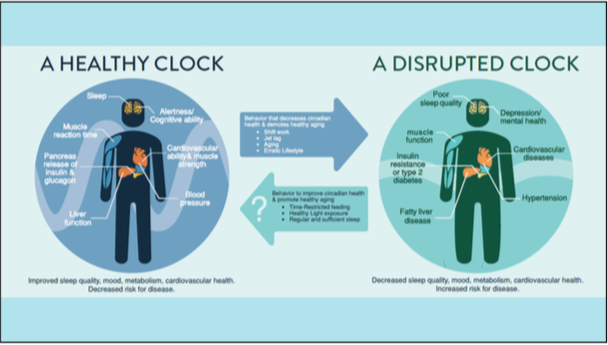 A HEALTHY CLOCK
Sleep
Alertness/
Cognitive ability
Muscle
reaction time
Cardiovascular
ability& muscle
strength
Pancreas
release of
insulin &
glucagon
Blood
pressure
Liver
function
Improved sleep quality, mood, metabolism, cardiovascular health.
Decreased risk for disease.
Behavior that decreases circadian
health & demotes healthy aging
• Shift work
• Jet lag
• Aging
• Erratic Lifestyle
?
Behavior to improve circadian health
& promote healthy aging
• Time-Restricted feeding
• Healthy Light exposure
• Regular and sufficient sleep
A DISRUPTED CLOCK
Poor
sleep quality
Depression/
mental health
muscle
function
Cardiovascular
diseases
Insulin
resistance
or type 2
diabetes
Hypertension
Fatty liver
disease
Decreased sleep quality, mood, metabolism, cardiovascular health.
Increased risk for disease.